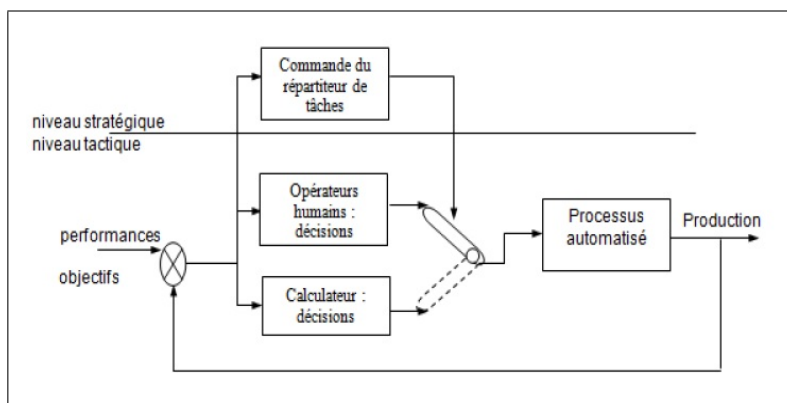 Commande du
répartiteur de
tâches
niveau stratégique
niveau tactique
Opérateurs
humains :
décisions
Processus
automatisé
Production
performances
objectifs
Calculateur :
décisions